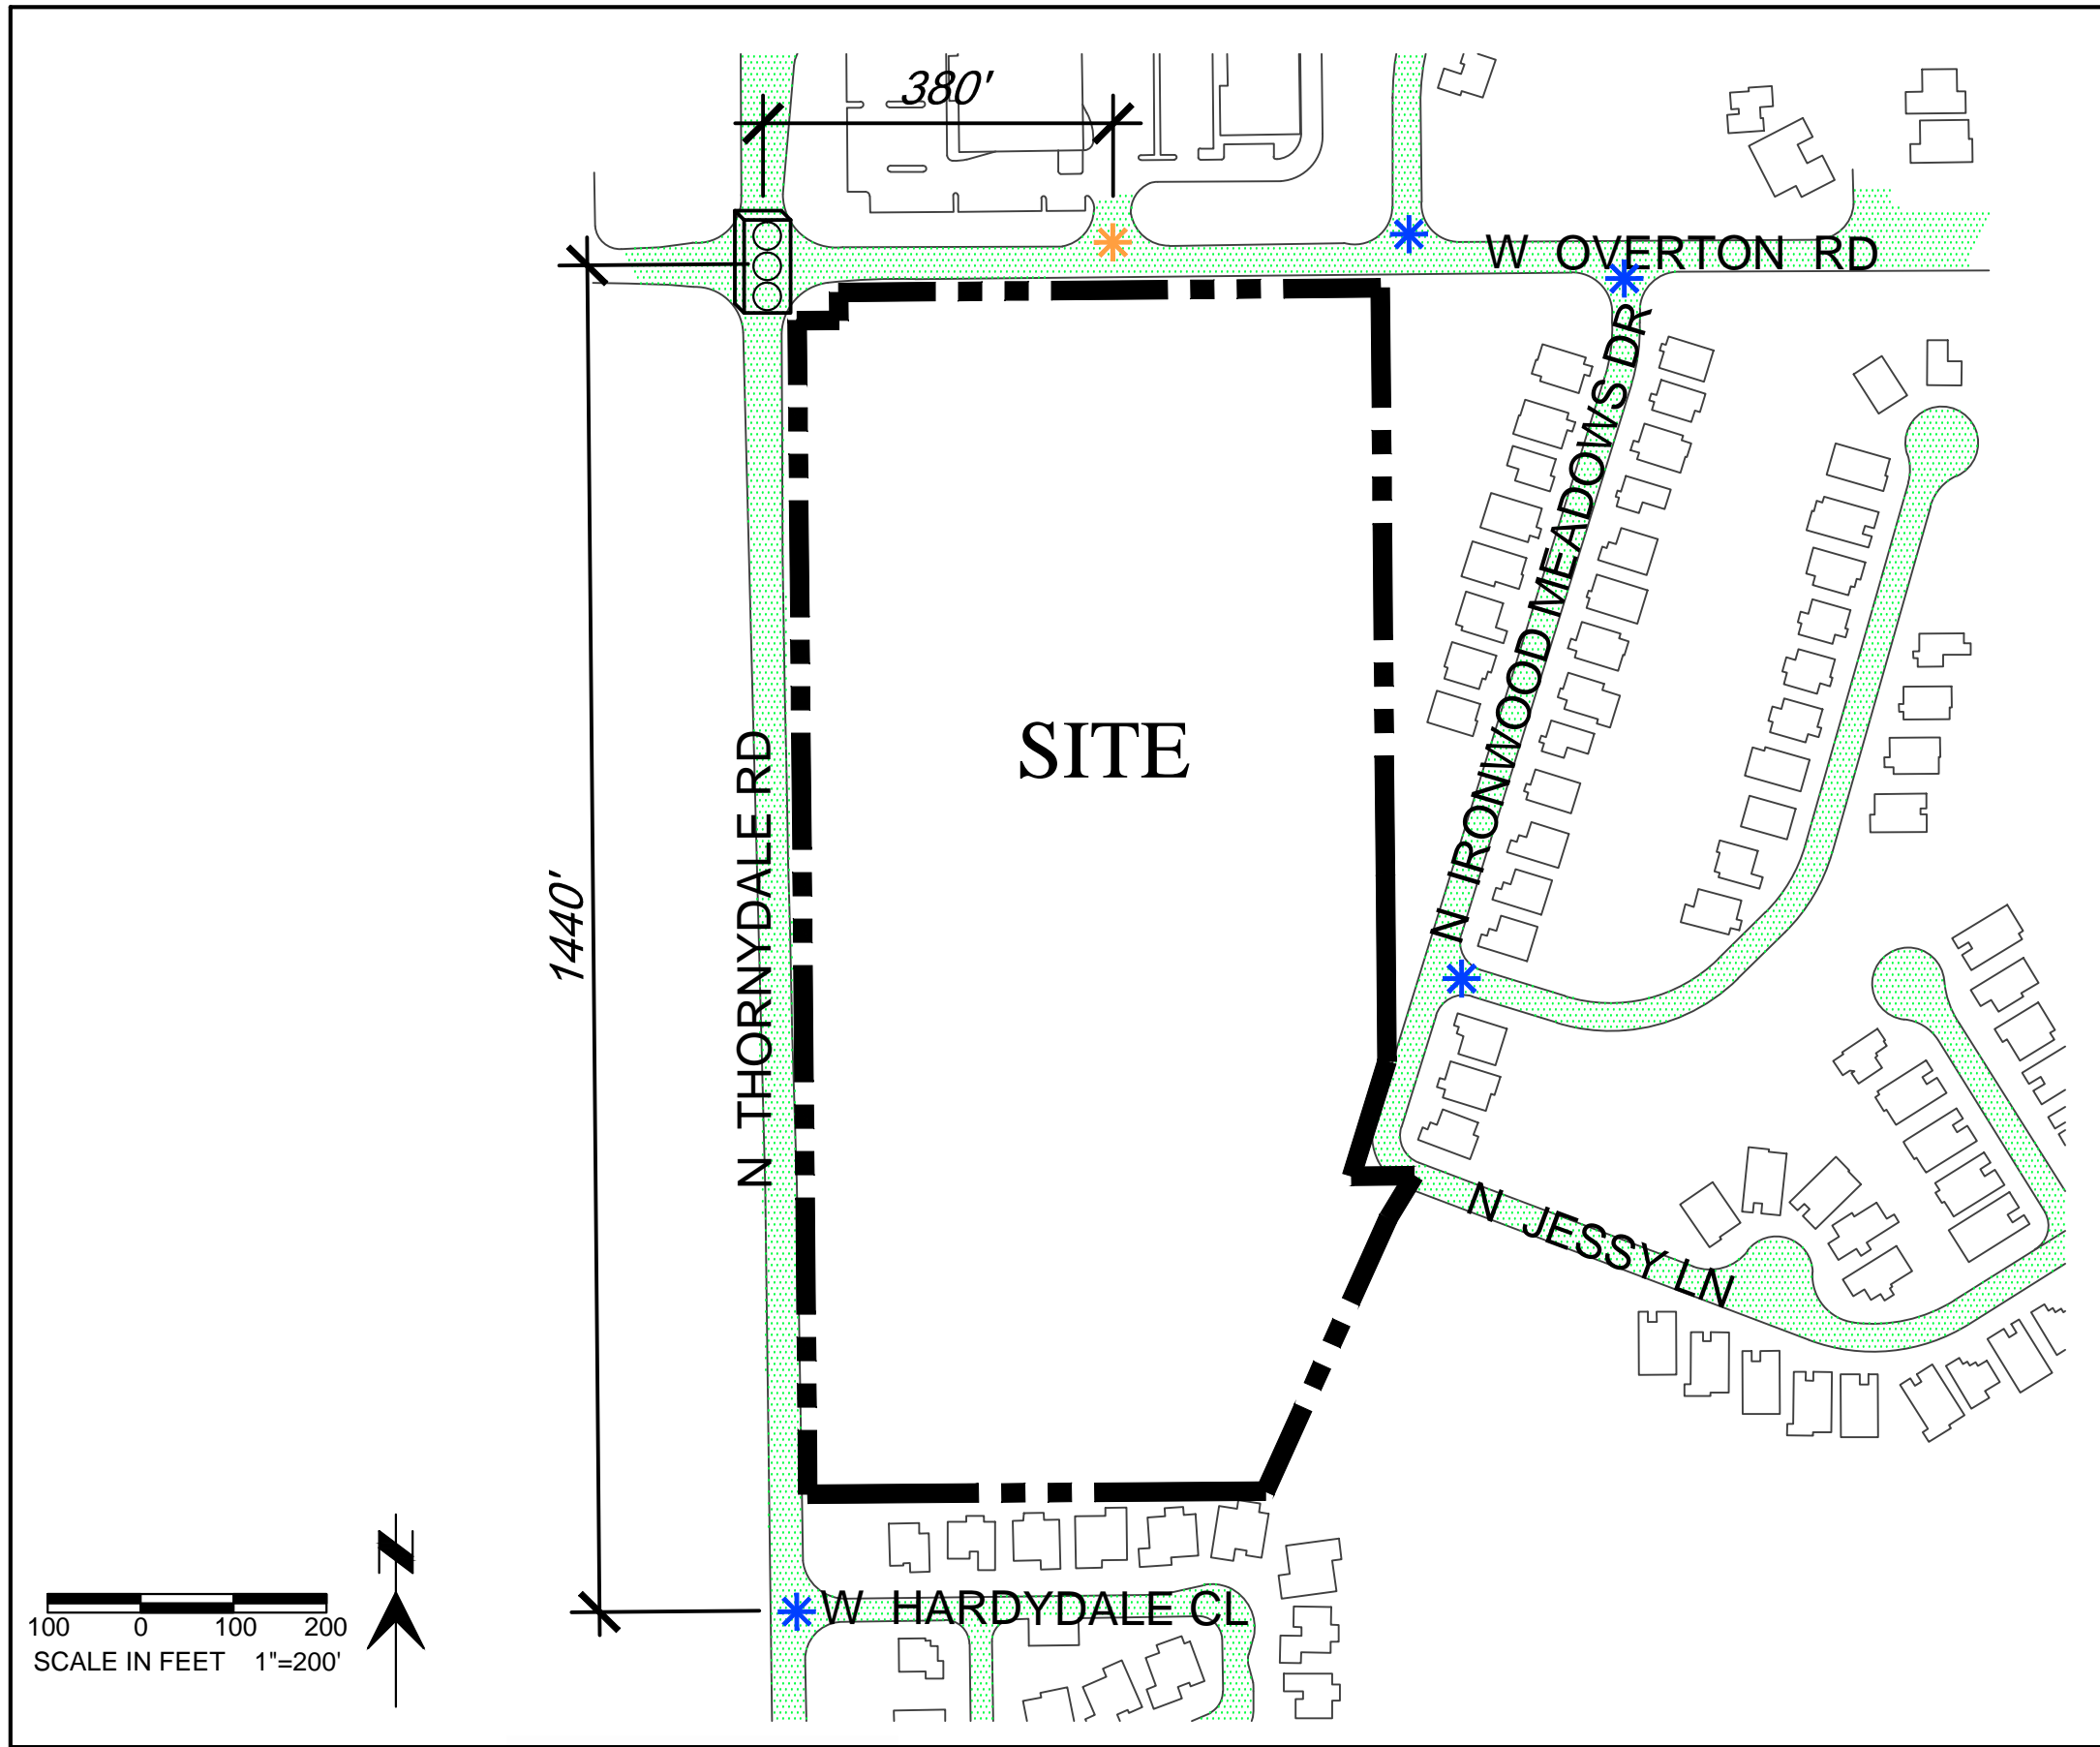 380'
W OVERTON RD
N IRONWOOD MEADOWS DR
SITE
N THORNYDALE RD
1440'
N JESSY LN
W HARDYDALE CL
N
100 0 100 200
SCALE IN FEET 1"=200'